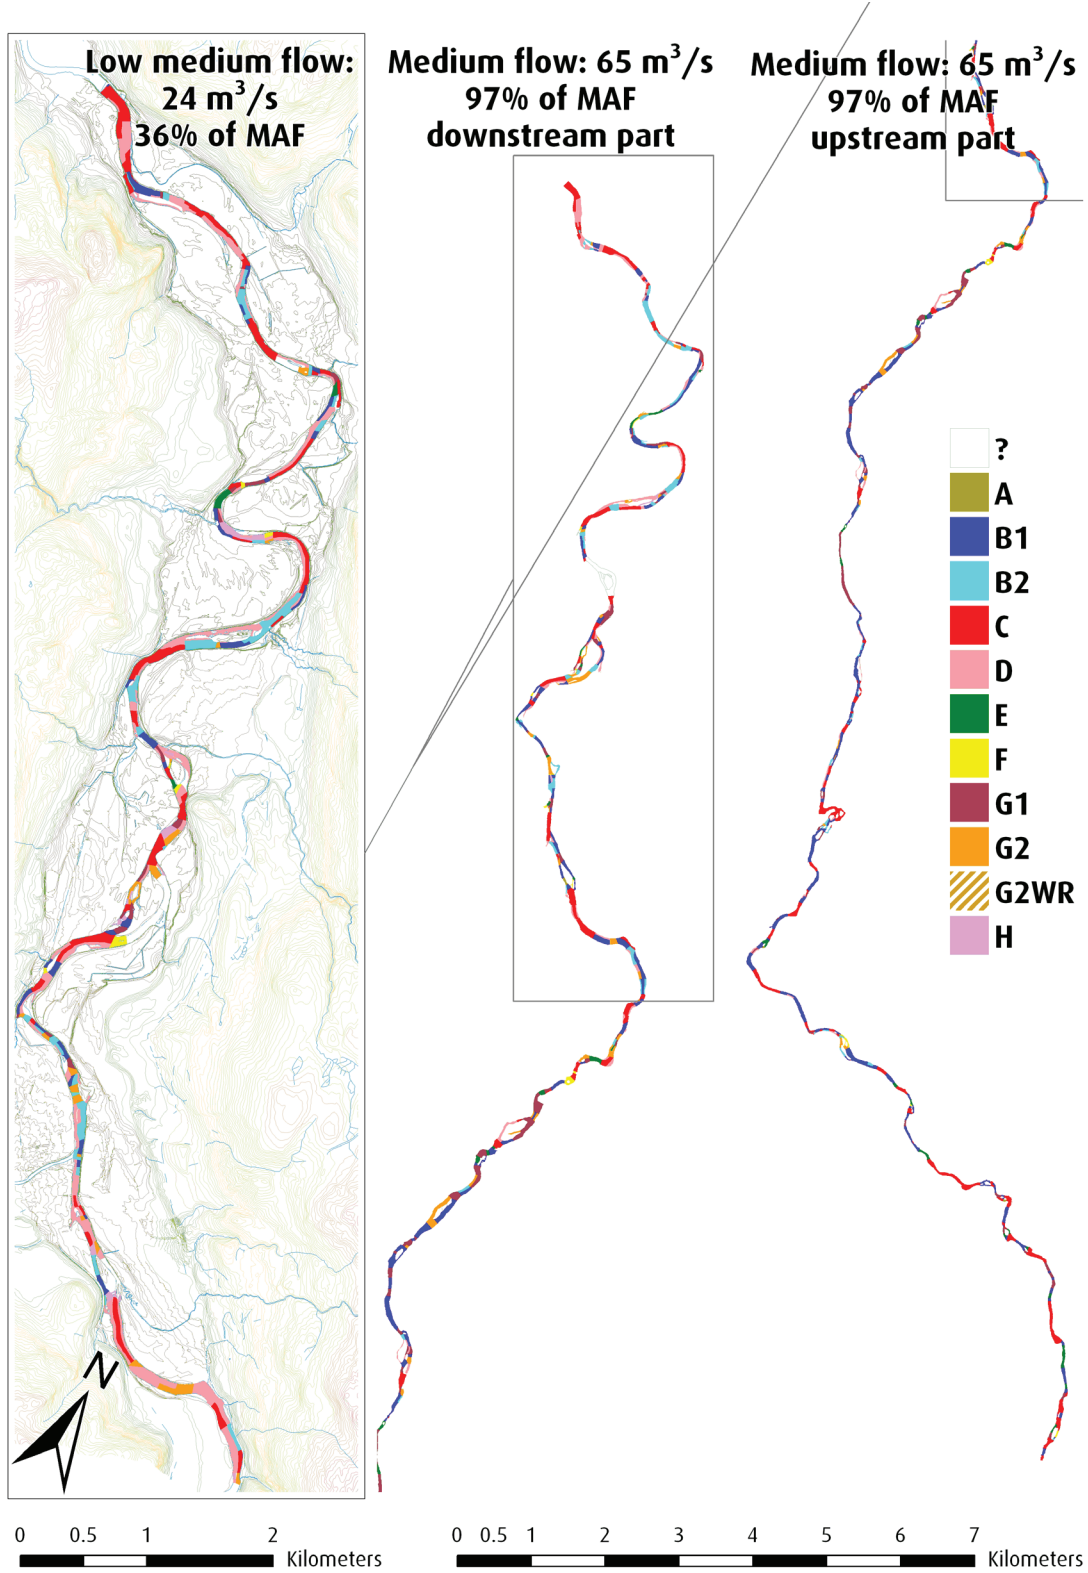 Low medium flow:
24 m³/s
36% of MAF
Medium flow: 65 m³/s
97% of MAF
downstream part
Medium flow: 65 m³/s
97% of MAF
upstream part
?
A
B1
B2
C
D
E
F
G1
G2
G2WR
H
N
0 0.5 1 2 Kilometers
0 0.5 1 2 3 4 5 6 7 Kilometers